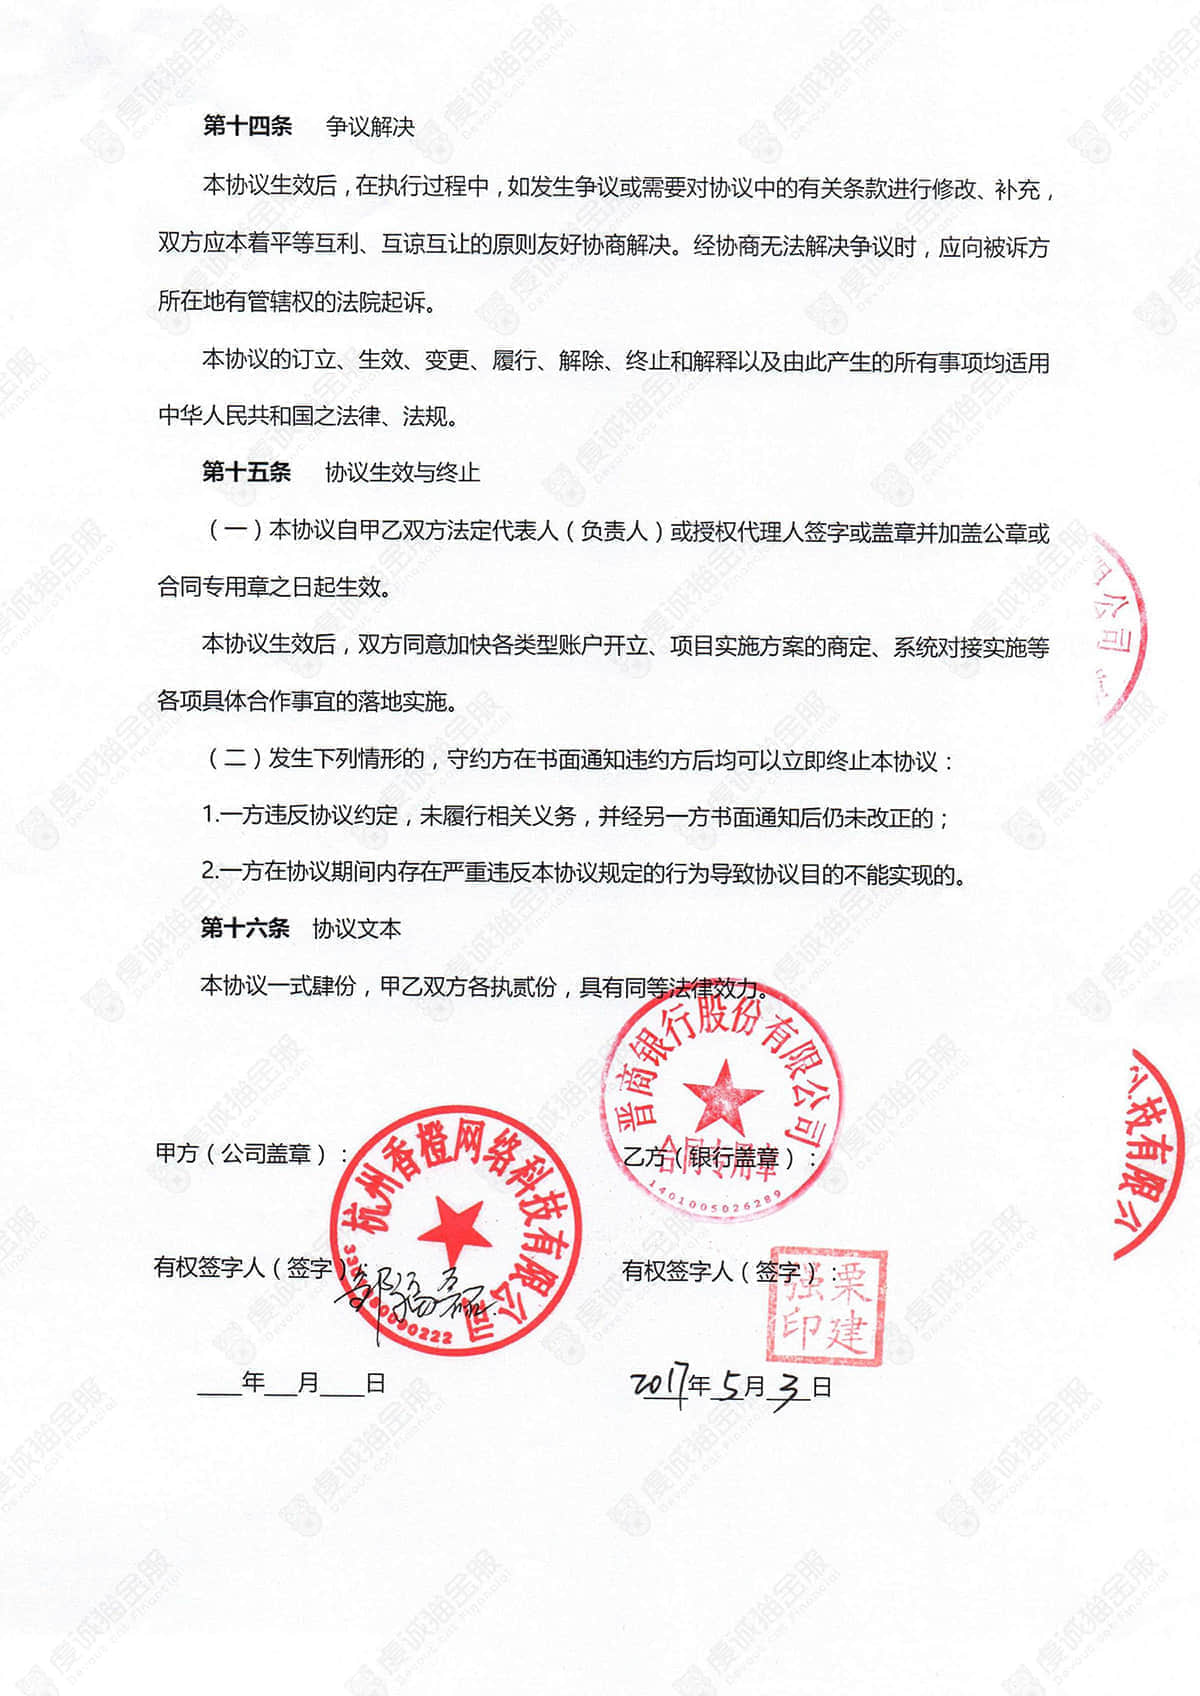 第十四条 争议解决
本协议生效后，在执行过程中，如发生争议或需要对协议中的有关条款进行修改、补充，
双方应本着平等互利、互谅互让的原则友好协商解决。经协商无法解决争议时，应向被诉方
所在地有管辖权的法院起诉。
本协议的订立、生效、变更、履行、解除、终止和解释以及由此产生的所有事项均适用
中华人民共和国之法律、法规。
第十五条 协议生效与终止
（一）本协议自甲乙双方法定代表人（负责人）或授权代理人签字或盖章并加盖公章或
合同专用章之日起生效。
本协议生效后，双方同意加快各类型账户开立、项目实施方案的商定、系统对接实施等
各项具体合作事宜的落地实施。
（二）发生下列情形的，守约方在书面通知违约方后均可以立即终止本协议：
1.一方违反协议约定，未履行相关义务，并经另一方书面通知后仍未改正的；
2.一方在协议期间内存在严重违反本协议规定的行为导致协议目的不能实现的。
第十六条 协议文本
本协议一式肆份，甲乙双方各执贰份，具有同等法律效力。
甲方（公司盖章）：
杭州香橙网络科技有限公司
乙方（银行盖章）：
晋商银行股份有限公司
合同专用章
1401005026289
有权签字人（签字）：
有权签字人（签字）：
栗建强印
____年___月____日
2017年5月3日
公司
科技有限公
虔诚猫金服
Devout cat Financial